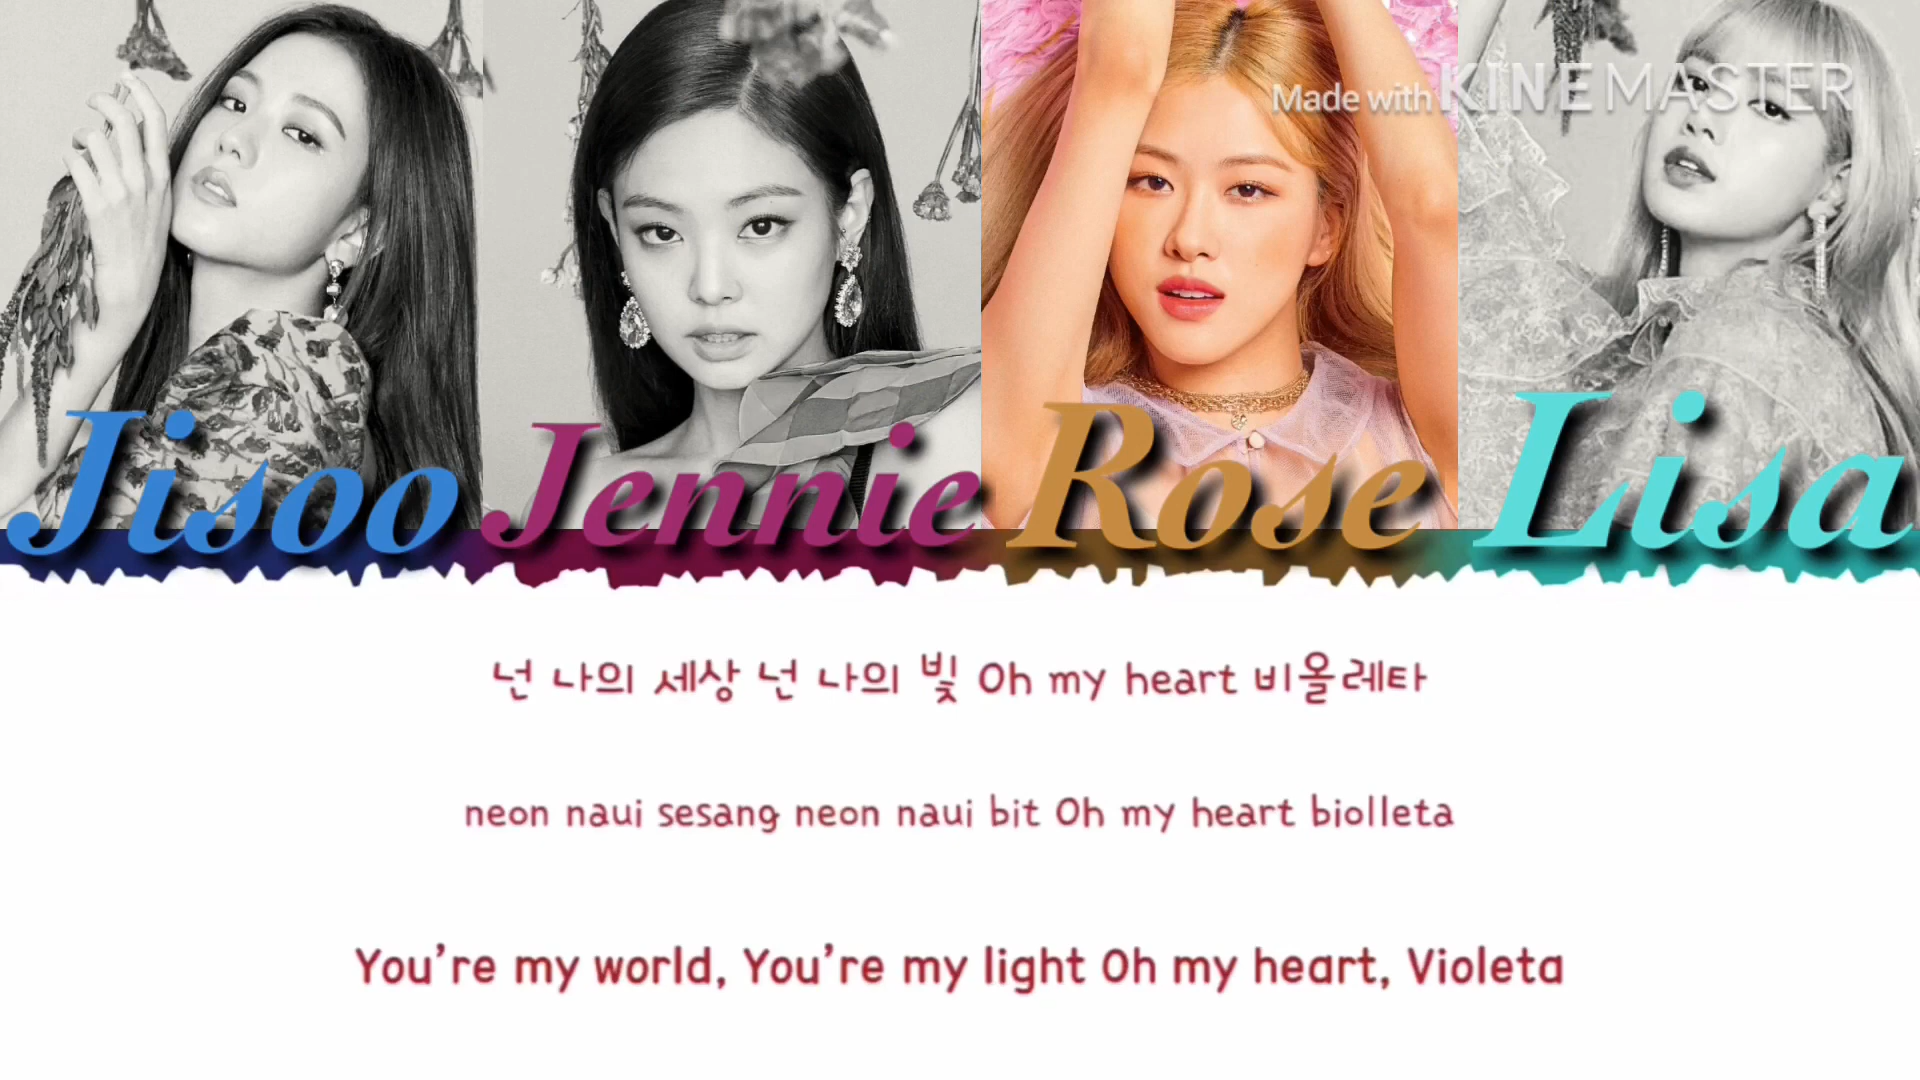 Made with KINEMASTER
Jisoo Jennie Rose Lisa
넌 나의 세상 넌 나의 빛 Oh my heart 비올레타
neon naui sesang neon naui bit Oh my heart biolleta
You're my world, You're my light Oh my heart, Violeta